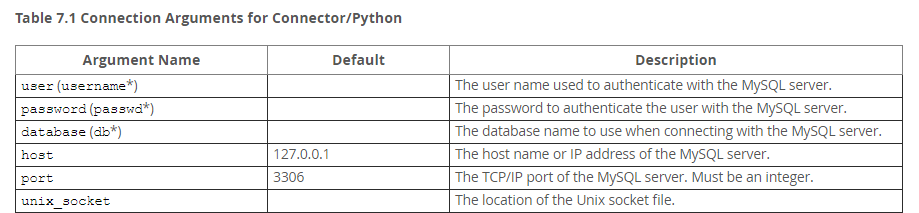 Table 7.1 Connection Arguments for Connector/Python
Argument Name Default Description
user (username*) The user name used to authenticate with the MySQL server.
password (passwd*) The password to authenticate the user with the MySQL server.
database (db*) The database name to use when connecting with the MySQL server.
host 127.0.0.1 The host name or IP address of the MySQL server.
port 3306 The TCP/IP port of the MySQL server. Must be an integer.
unix_socket The location of the Unix socket file.